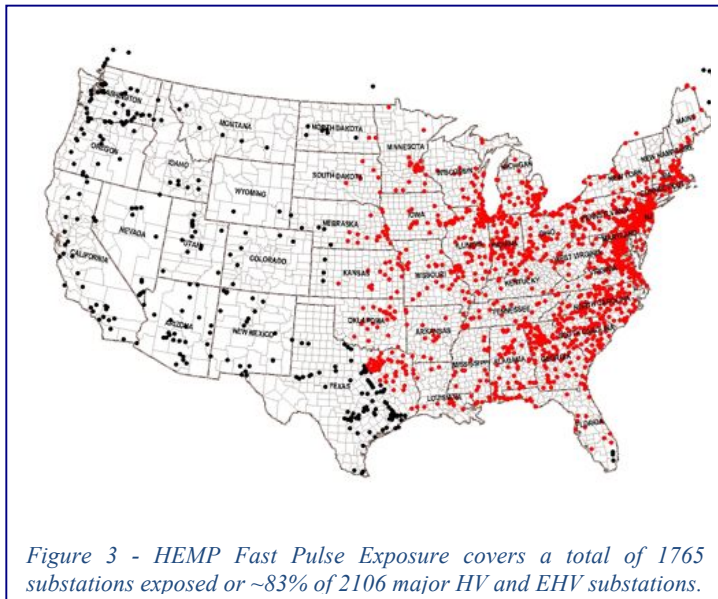 WASHINGTON
MONTANA
NORTH DAKOTA
MINNESOTA
MAINE
OREGON
IDAHO
SOUTH DAKOTA
WISCONSIN
MICHIGAN
NEW YORK
WYOMING
IOWA
NEBRASKA
NEVADA
UTAH
COLORADO
ILLINOIS
OHIO
WEST VIRGINIA
CALIFORNIA
KANSAS
MISSOURI
KENTUCKY
TENNESSEE
ARIZONA
NEW MEXICO
OKLAHOMA
ARKANSAS
MISSISSIPPI
ALABAMA
TEXAS
LOUISIANA
FLORIDA
Figure 3 - HEMP Fast Pulse Exposure covers a total of 1765
substations exposed or ~83% of 2106 major HV and EHV substations.